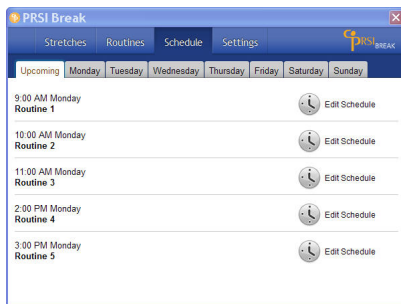 PRSI Break
Stretches Routines Schedule Settings PRSI BREAK
Upcoming Monday Tuesday Wednesday Thursday Friday Saturday Sunday
9:00 AM Monday
Routine 1 Edit Schedule
10:00 AM Monday
Routine 2 Edit Schedule
11:00 AM Monday
Routine 3 Edit Schedule
2:00 PM Monday
Routine 4 Edit Schedule
3:00 PM Monday
Routine 5 Edit Schedule